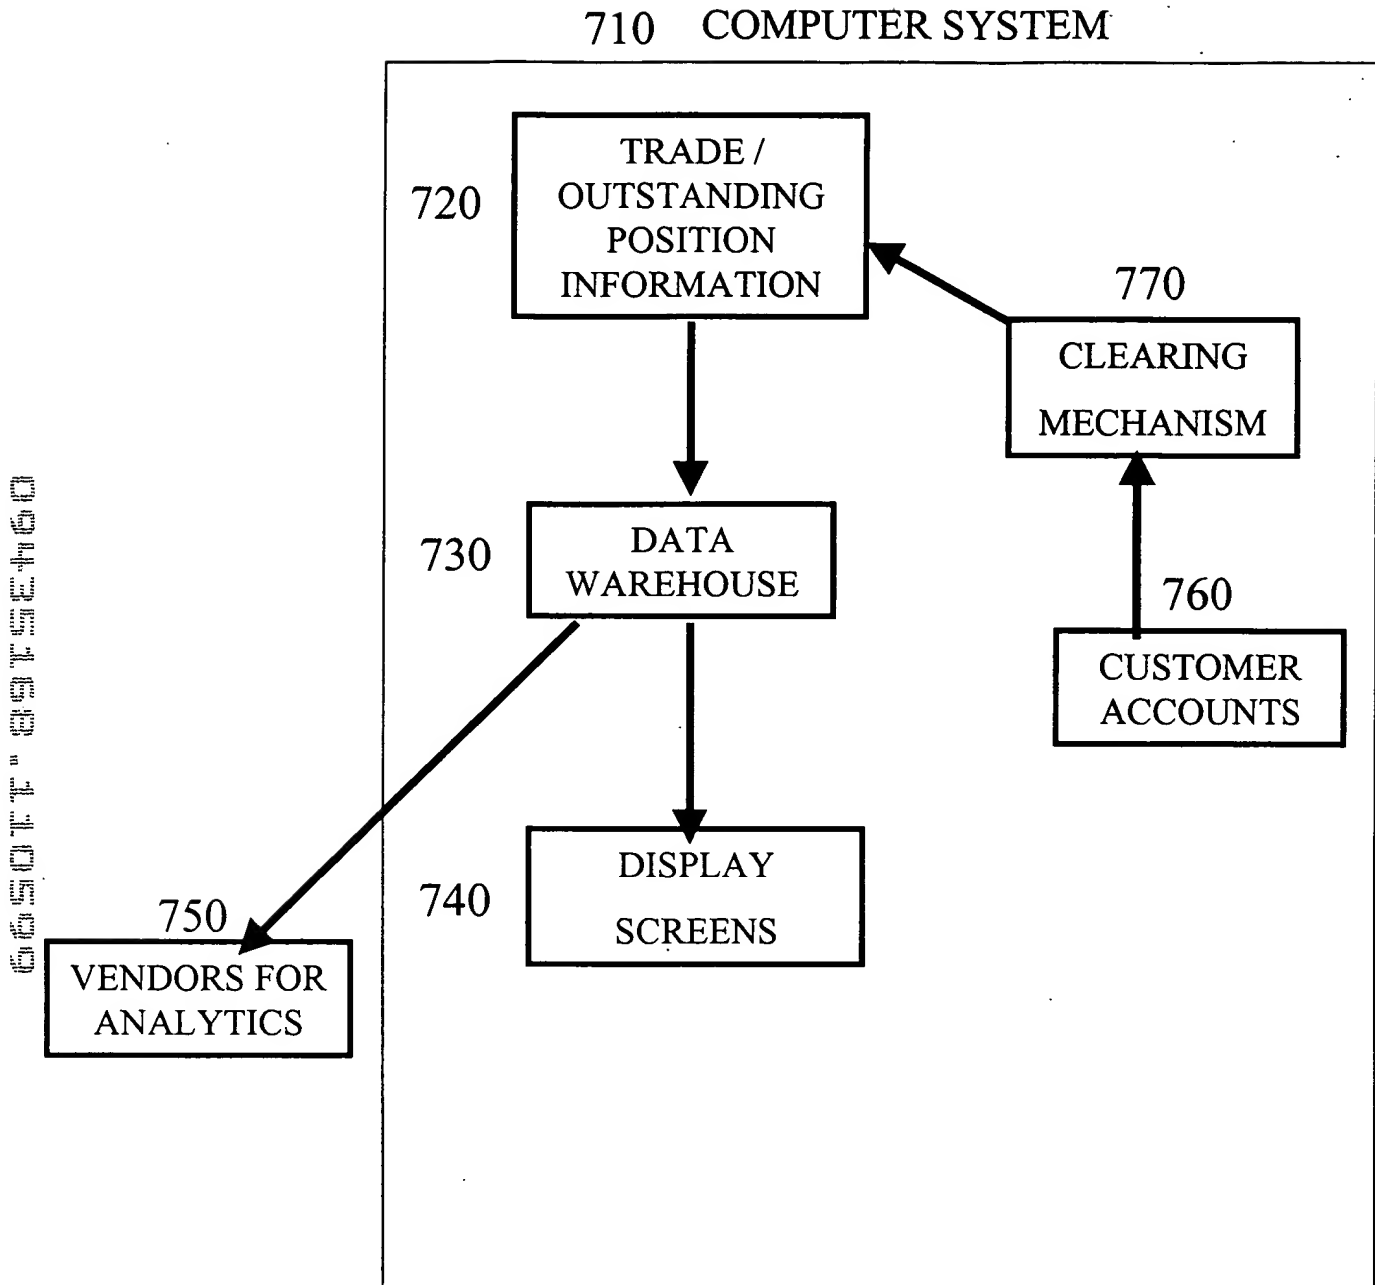 710 COMPUTER SYSTEM
TRADE /
OUTSTANDING
POSITION
INFORMATION
720
770
CLEARING
MECHANISM
730
DATA
WAREHOUSE
760
CUSTOMER
ACCOUNTS
740
DISPLAY
SCREENS
750
VENDORS FOR
ANALYTICS
09435168.110599